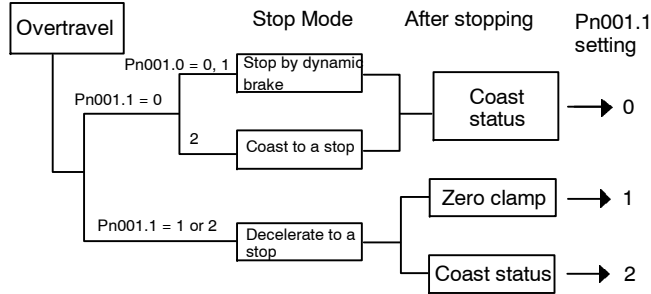 Stop Mode
After stopping
Pn001.1
setting
Overtravel
Pn001.0 = 0, 1
Stop by dynamic
brake
Pn001.1 = 0
Coast
status
0
2
Coast to a stop
Zero clamp
1
Pn001.1 = 1 or 2
Decelerate to a
stop
Coast status
2